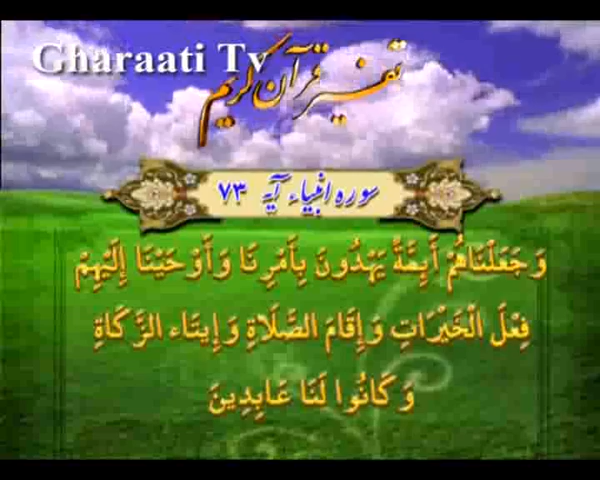 Gharaati Tv
تفسیر قرآن کریم
سوره انبیاء آیه ۷۳
وَجَعَلْنَاهُمْ أَئِمَّةً يَهْدُونَ بِأَمْرِنَا وَأَوْحَيْنَا إِلَيْهِمْ
فِعْلَ الْخَيْرَاتِ وَإِقَامَ الصَّلَاةِ وَإِيتَاء الزَّكَاةِ
وَكَانُوا لَنَا عَابِدِينَ